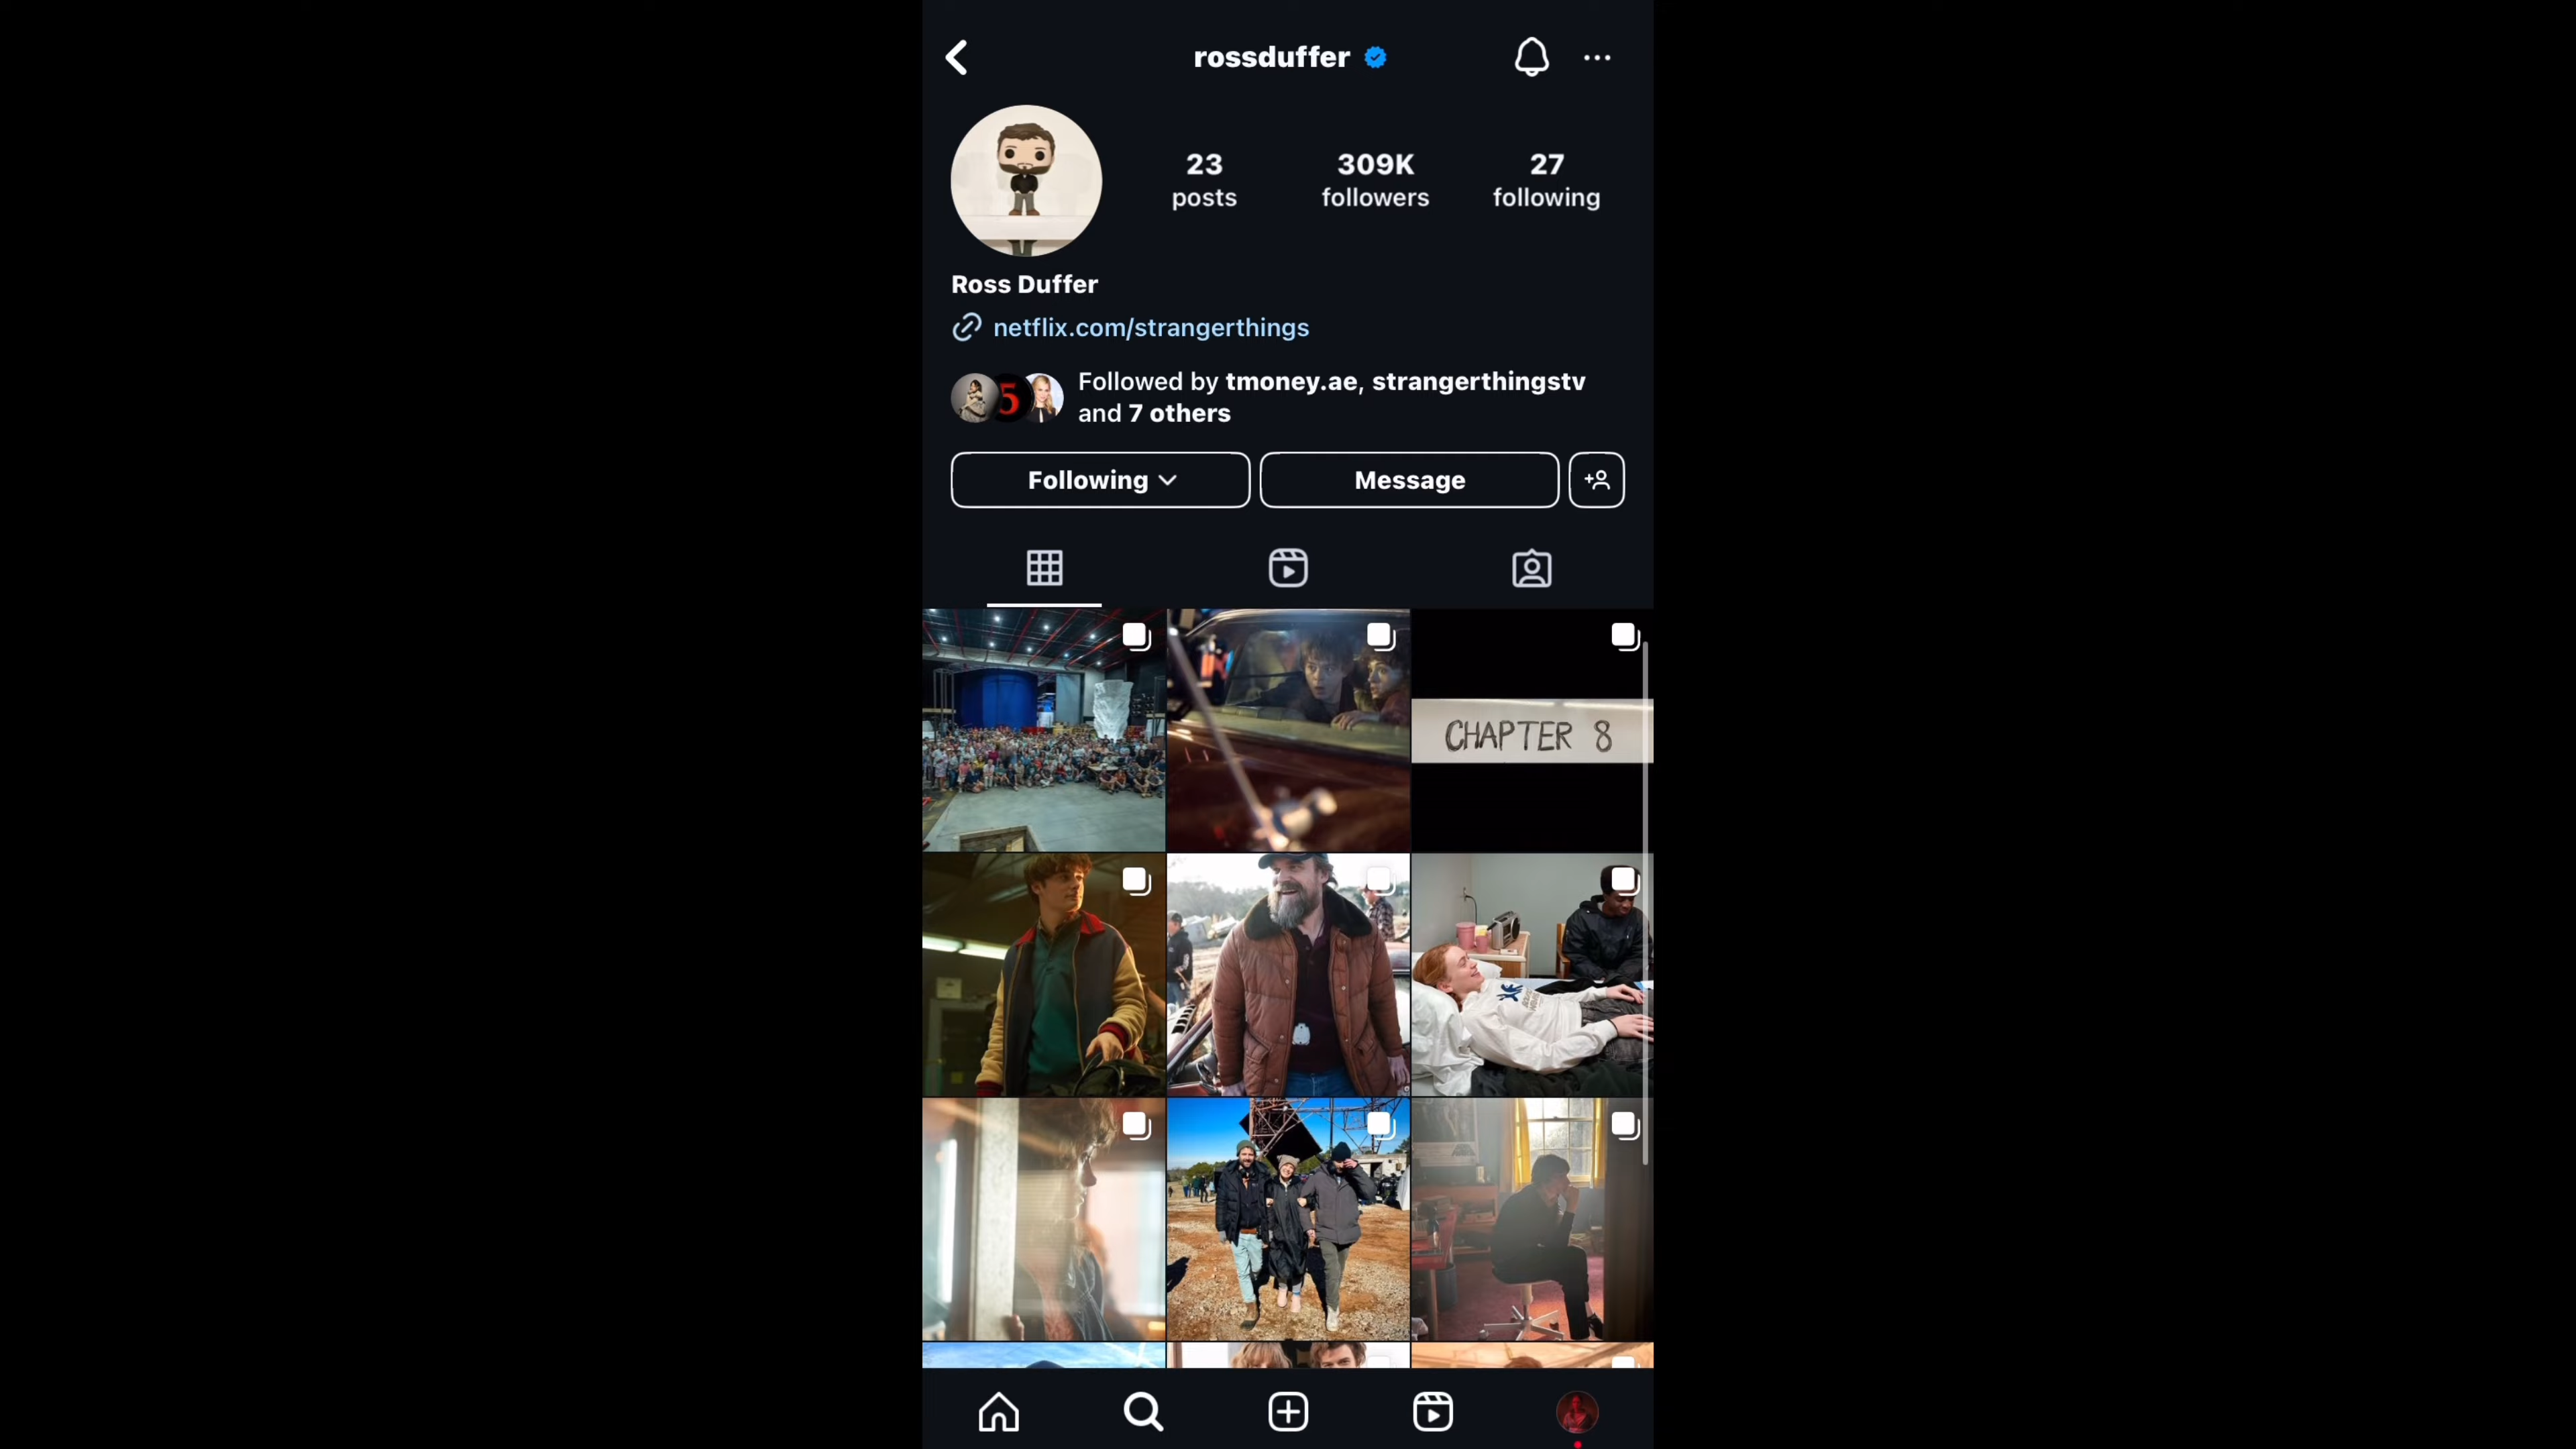 rossduffer
23 309K 27
posts followers following
Ross Duffer
netflix.com/strangerthings
5
Followed by tmoney.ae, strangerthingstv
and 7 others
Following Message
CHAPTER 8